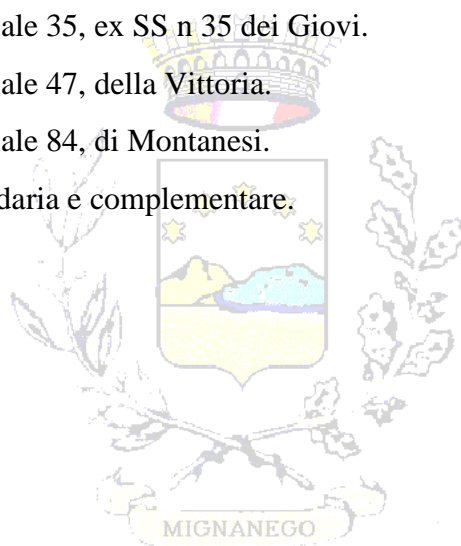 ale 35, ex SS n 35 dei Giovi.
ale 47, della Vittoria.
ale 84, di Montanesi.
daria e complementare.
MIGNANEGO